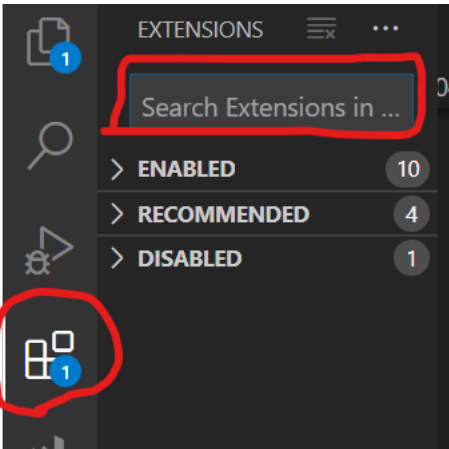 EXTENSIONS
1
Search Extensions in ...
ENABLED 10
RECOMMENDED 4
DISABLED 1
1